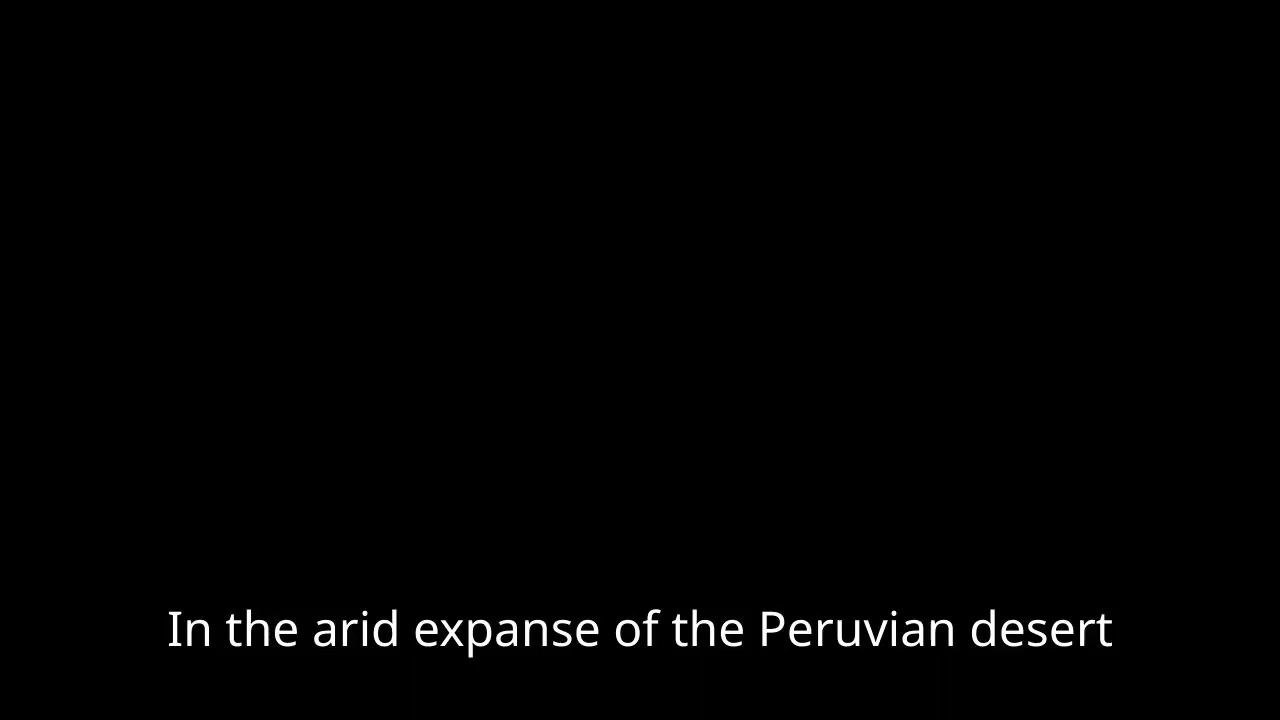 In the arid expanse of the Peruvian desert